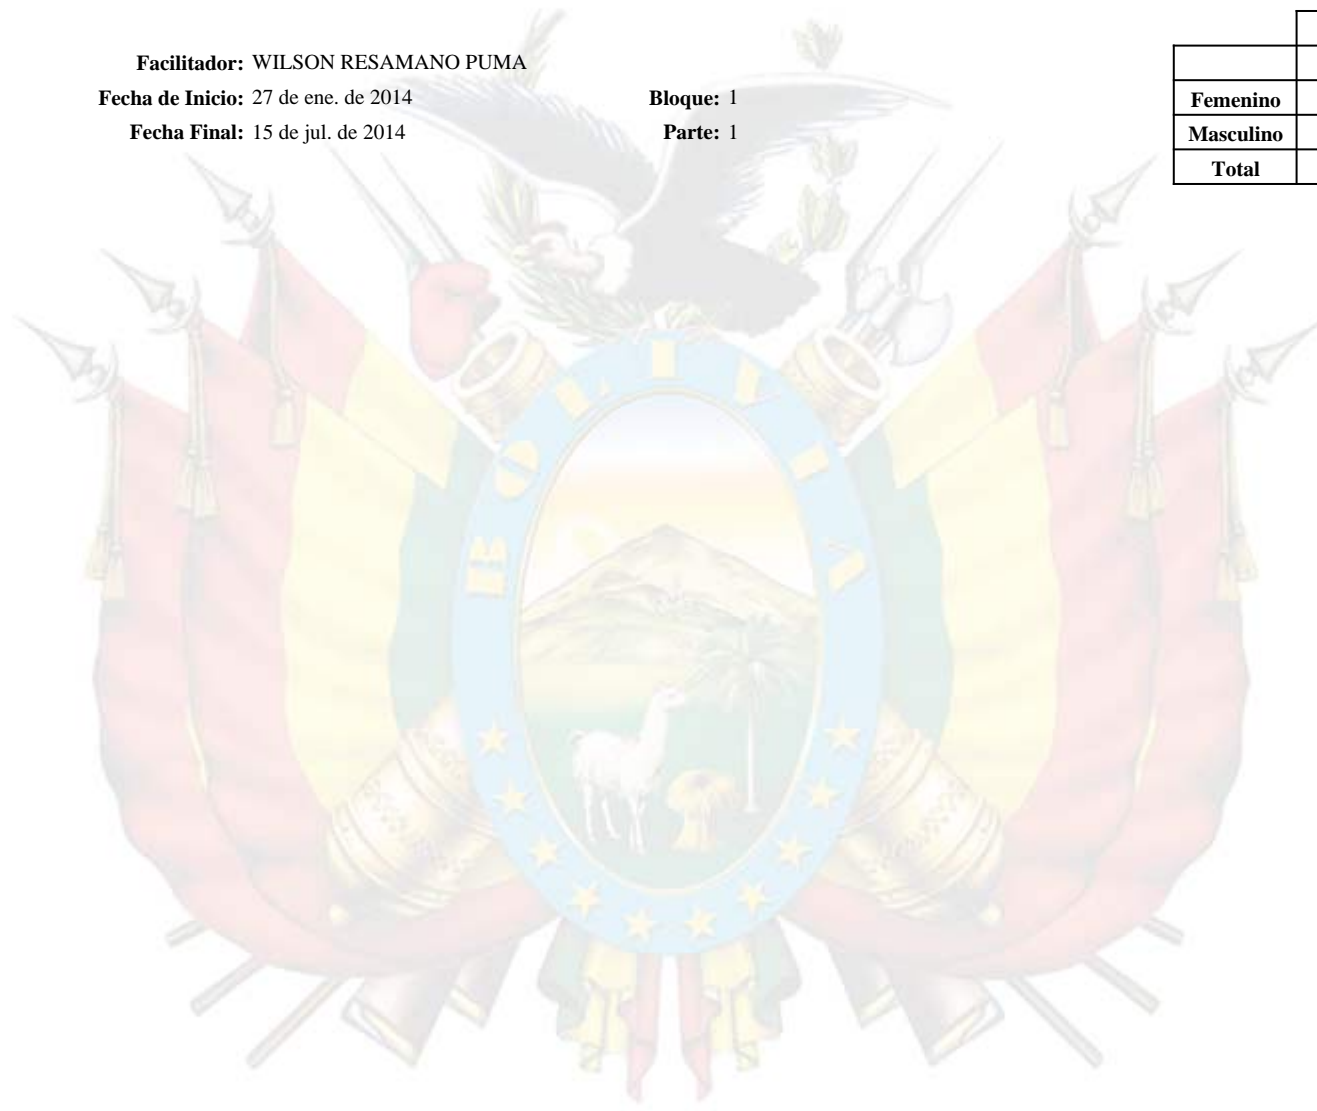 Facilitador: WILSON RESAMANO PUMA
Fecha de Inicio: 27 de ene. de 2014 Bloque: 1
Fecha Final: 15 de jul. de 2014 Parte: 1
Femenino
Masculino
Total
BOLIVIA